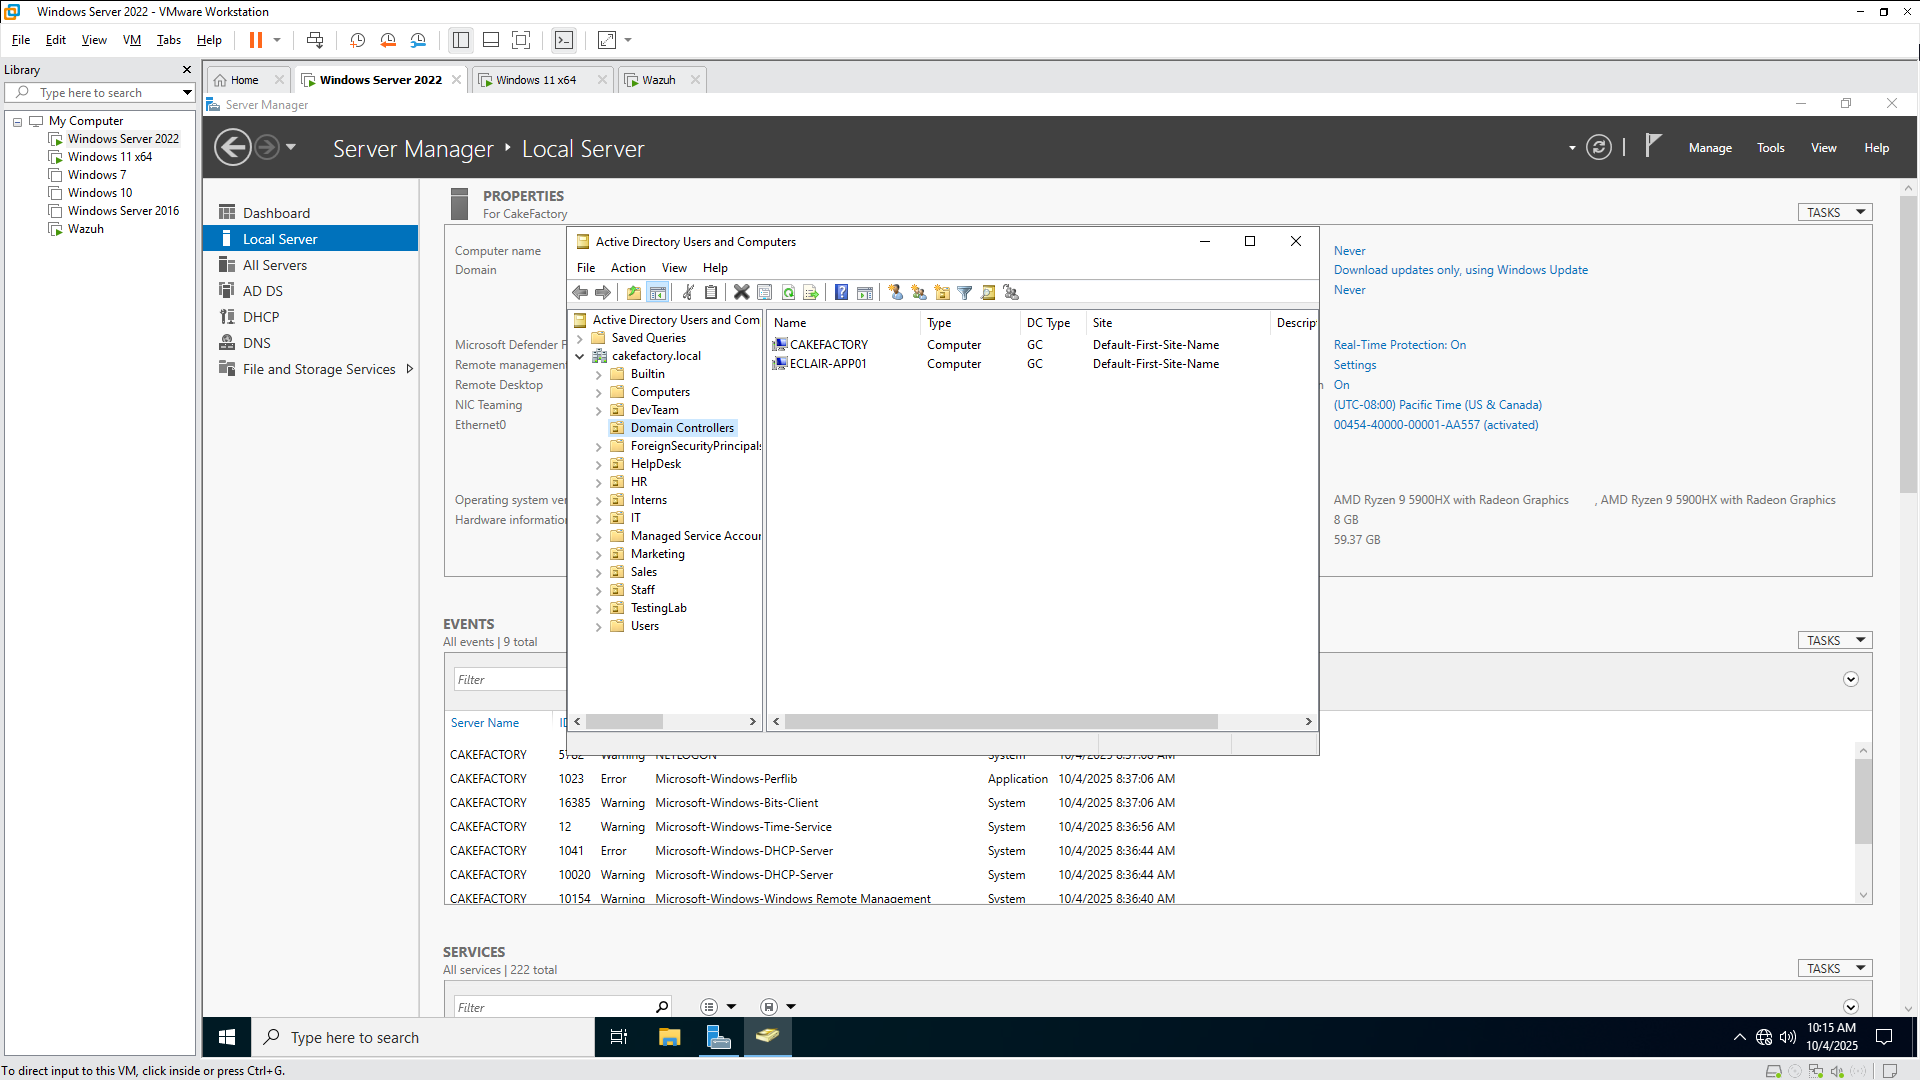 Windows Server 2022 - VMware Workstation
File Edit View VM Tabs Help
Library
Type here to search
My Computer
Windows Server 2022
Windows 11 x64
Windows 7
Windows 10
Windows Server 2016
Wazuh
Home
Windows Server 2022
Windows 11 x64
Wazuh
Server Manager
Server Manager Local Server
Manage Tools View Help
Dashboard
Local Server
All Servers
AD DS
DHCP
DNS
File and Storage Services
PROPERTIES
For CakeFactory
TASKS
Computer name
Domain
Microsoft Defender
Remote management
Remote Desktop
NIC Teaming
Ethernet0
Operating system
Hardware information
Never
Download updates only, using Windows Update
Never
Real-Time Protection: On
Settings
On
(UTC-08:00) Pacific Time (US & Canada)
00454-40000-00001-AA557 (activated)
AMD Ryzen 9 5900HX with Radeon Graphics , AMD Ryzen 9 5900HX with Radeon Graphics
8 GB
59.37 GB
Active Directory Users and Computers
File Action View Help
Active Directory Users and Com
Saved Queries
cakefactory.local
Builtin
Computers
DevTeam
Domain Controllers
ForeignSecurityPrincipals
HelpDesk
HR
Interns
IT
Managed Service Accour
Marketing
Sales
Staff
TestingLab
Users
Name Type DC Type Site Descrip
CAKEFACTORY Computer GC Default-First-Site-Name
ECLAIR-APP01 Computer GC Default-First-Site-Name
EVENTS
All events | 9 total
TASKS
Filter
Server Name ID
CAKEFACTORY 5782 Warning NETLOGON System 10/4/2025 8:37:08 AM
CAKEFACTORY 1023 Error Microsoft-Windows-Perflib Application 10/4/2025 8:37:06 AM
CAKEFACTORY 16385 Warning Microsoft-Windows-Bits-Client System 10/4/2025 8:37:06 AM
CAKEFACTORY 12 Warning Microsoft-Windows-Time-Service System 10/4/2025 8:36:56 AM
CAKEFACTORY 1041 Error Microsoft-Windows-DHCP-Server System 10/4/2025 8:36:44 AM
CAKEFACTORY 10020 Warning Microsoft-Windows-DHCP-Server System 10/4/2025 8:36:44 AM
CAKEFACTORY 10154 Warning Microsoft-Windows-Windows Remote Management System 10/4/2025 8:36:40 AM
SERVICES
All services | 222 total
TASKS
Filter
Type here to search
10:15 AM
10/4/2025
To direct input to this VM, click inside or press Ctrl+G.